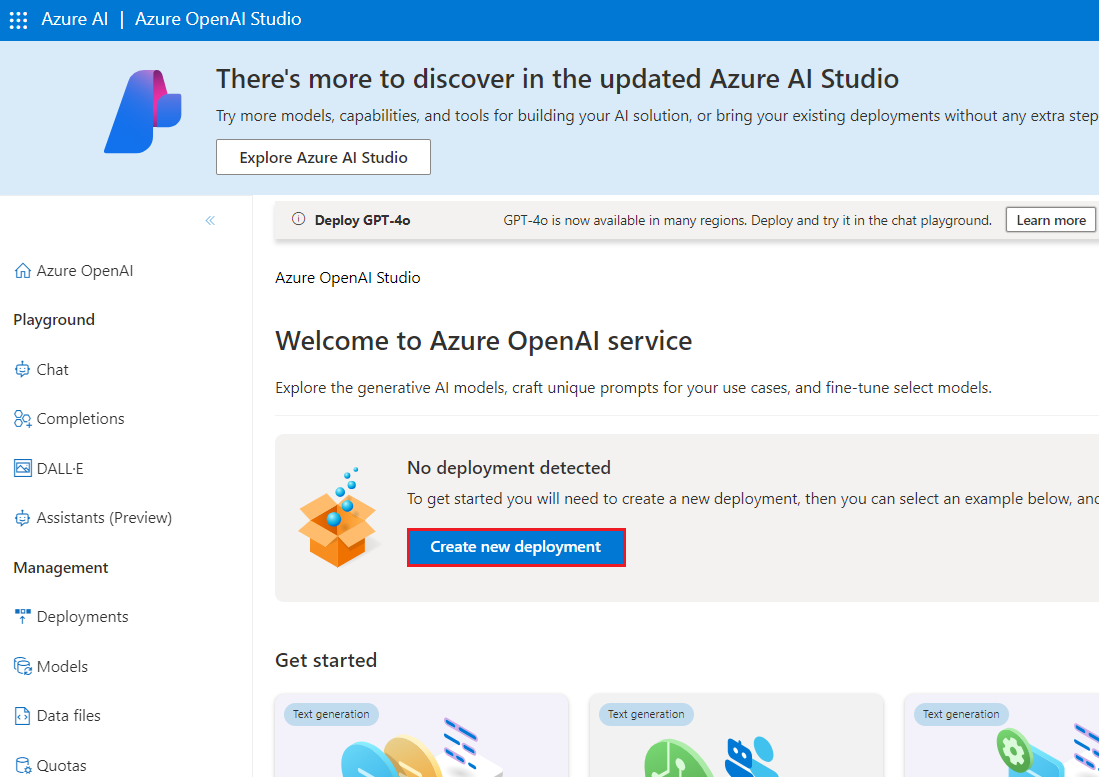 Azure AI | Azure OpenAI Studio
There's more to discover in the updated Azure AI Studio
Try more models, capabilities, and tools for building your AI solution, or bring your existing deployments without any extra step
Explore Azure AI Studio
Deploy GPT-4o
GPT-4o is now available in many regions. Deploy and try it in the chat playground.
Learn more
Azure OpenAI
Playground
Chat
Completions
DALL·E
Assistants (Preview)
Management
Deployments
Models
Data files
Quotas
Azure OpenAI Studio
Welcome to Azure OpenAI service
Explore the generative AI models, craft unique prompts for your use cases, and fine-tune select models.
No deployment detected
To get started you will need to create a new deployment, then you can select an example below, and
Create new deployment
Get started
Text generation
Text generation
Text generation